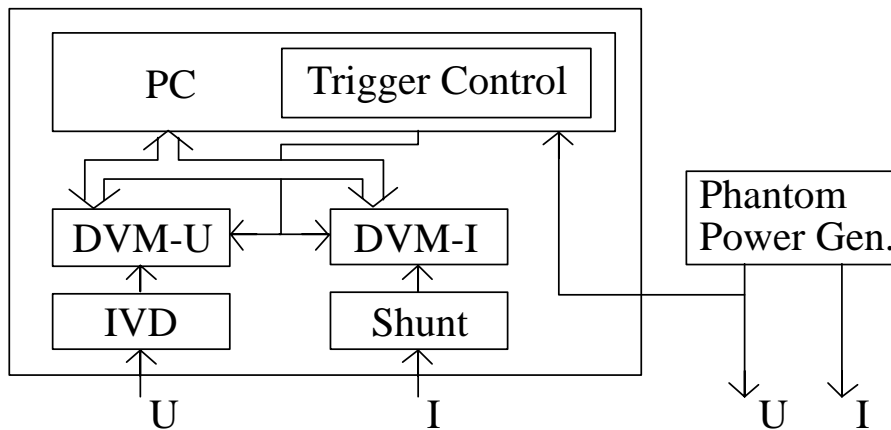 PC
Trigger Control
DVM-U
DVM-I
Phantom
Power Gen.
IVD
Shunt
U
I
U
I